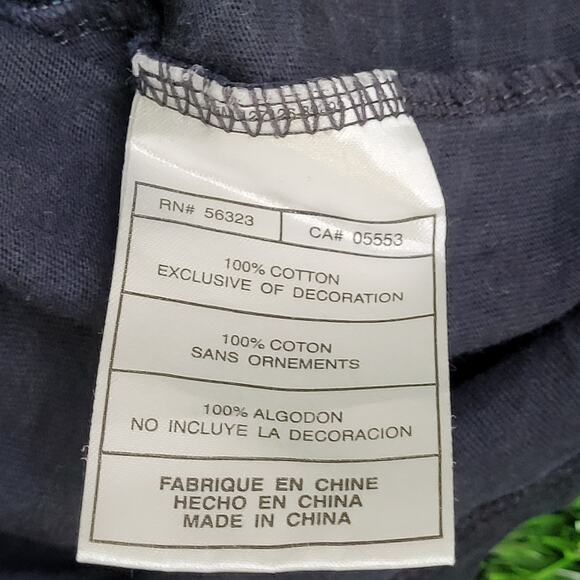 RN# 56323
CA# 05553
100% COTTON
EXCLUSIVE OF DECORATION
100% COTON
SANS ORNEMENTS
100% ALGODON
NO INCLUYE LA DECORACION
FABRIQUE EN CHINE
HECHO EN CHINA
MADE IN CHINA